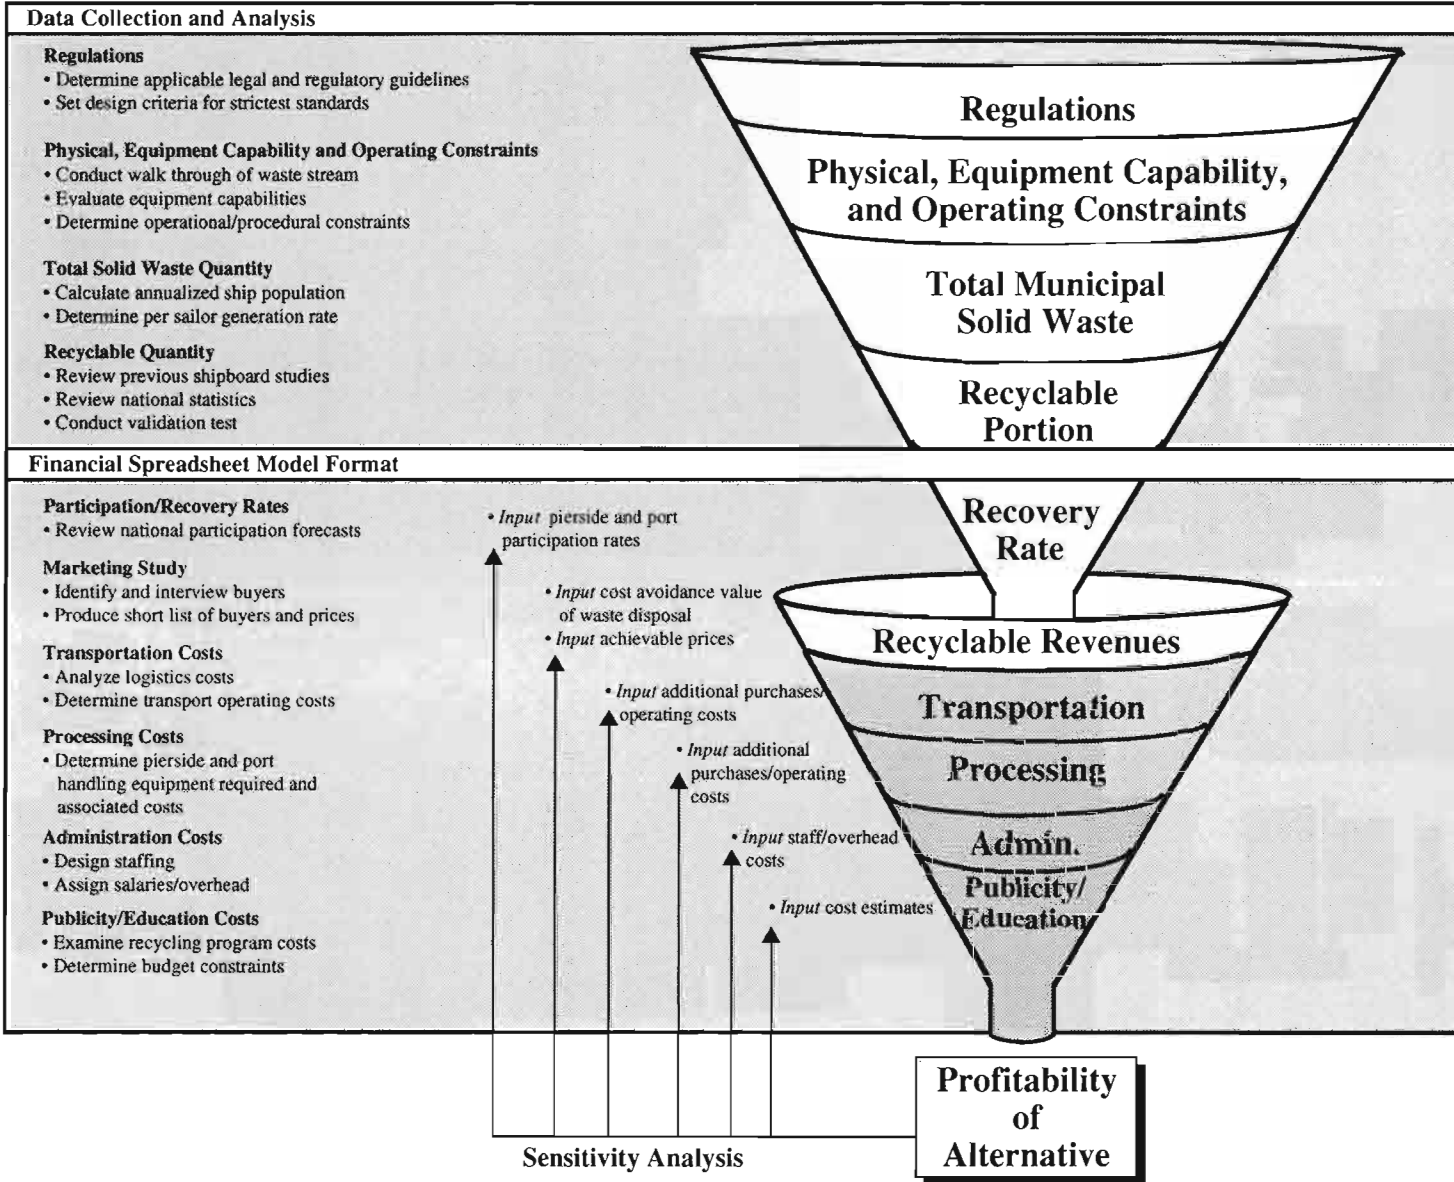 Data Collection and Analysis
Regulations
• Determine applicable legal and regulatory guidelines
• Set design criteria for strictest standards
Physical, Equipment Capability and Operating Constraints
• Conduct walk through of waste stream
• Evaluate equipment capabilities
• Determine operational/procedural constraints
Total Solid Waste Quantity
• Calculate annualized ship population
• Determine per sailor generation rate
Recyclable Quantity
• Review previous shipboard studies
• Review national statistics
• Conduct validation test
Regulations
Physical, Equipment Capability,
and Operating Constraints
Total Municipal
Solid Waste
Recyclable
Portion
Financial Spreadsheet Model Format
Participation/Recovery Rates
• Review national participation forecasts
Marketing Study
• Identify and interview buyers
• Produce short list of buyers and prices
Transportation Costs
• Analyze logistics costs
• Determine transport operating costs
Processing Costs
• Determine pierside and port
handling equipment required and
associated costs
Administration Costs
• Design staffing
• Assign salaries/overhead
Publicity/Education Costs
• Examine recycling program costs
• Determine budget constraints
• Input pierside and port
participation rates
• Input cost avoidance value
of waste disposal
• Input achievable prices
• Input additional purchases/
operating costs
• Input additional
purchases/operating
costs
• Input staff/overhead
costs
• Input cost estimates
Recovery
Rate
Recyclable Revenues
Transportation
Processing
Admin.
Publicity/
Education
Profitability
of
Alternative
Sensitivity Analysis